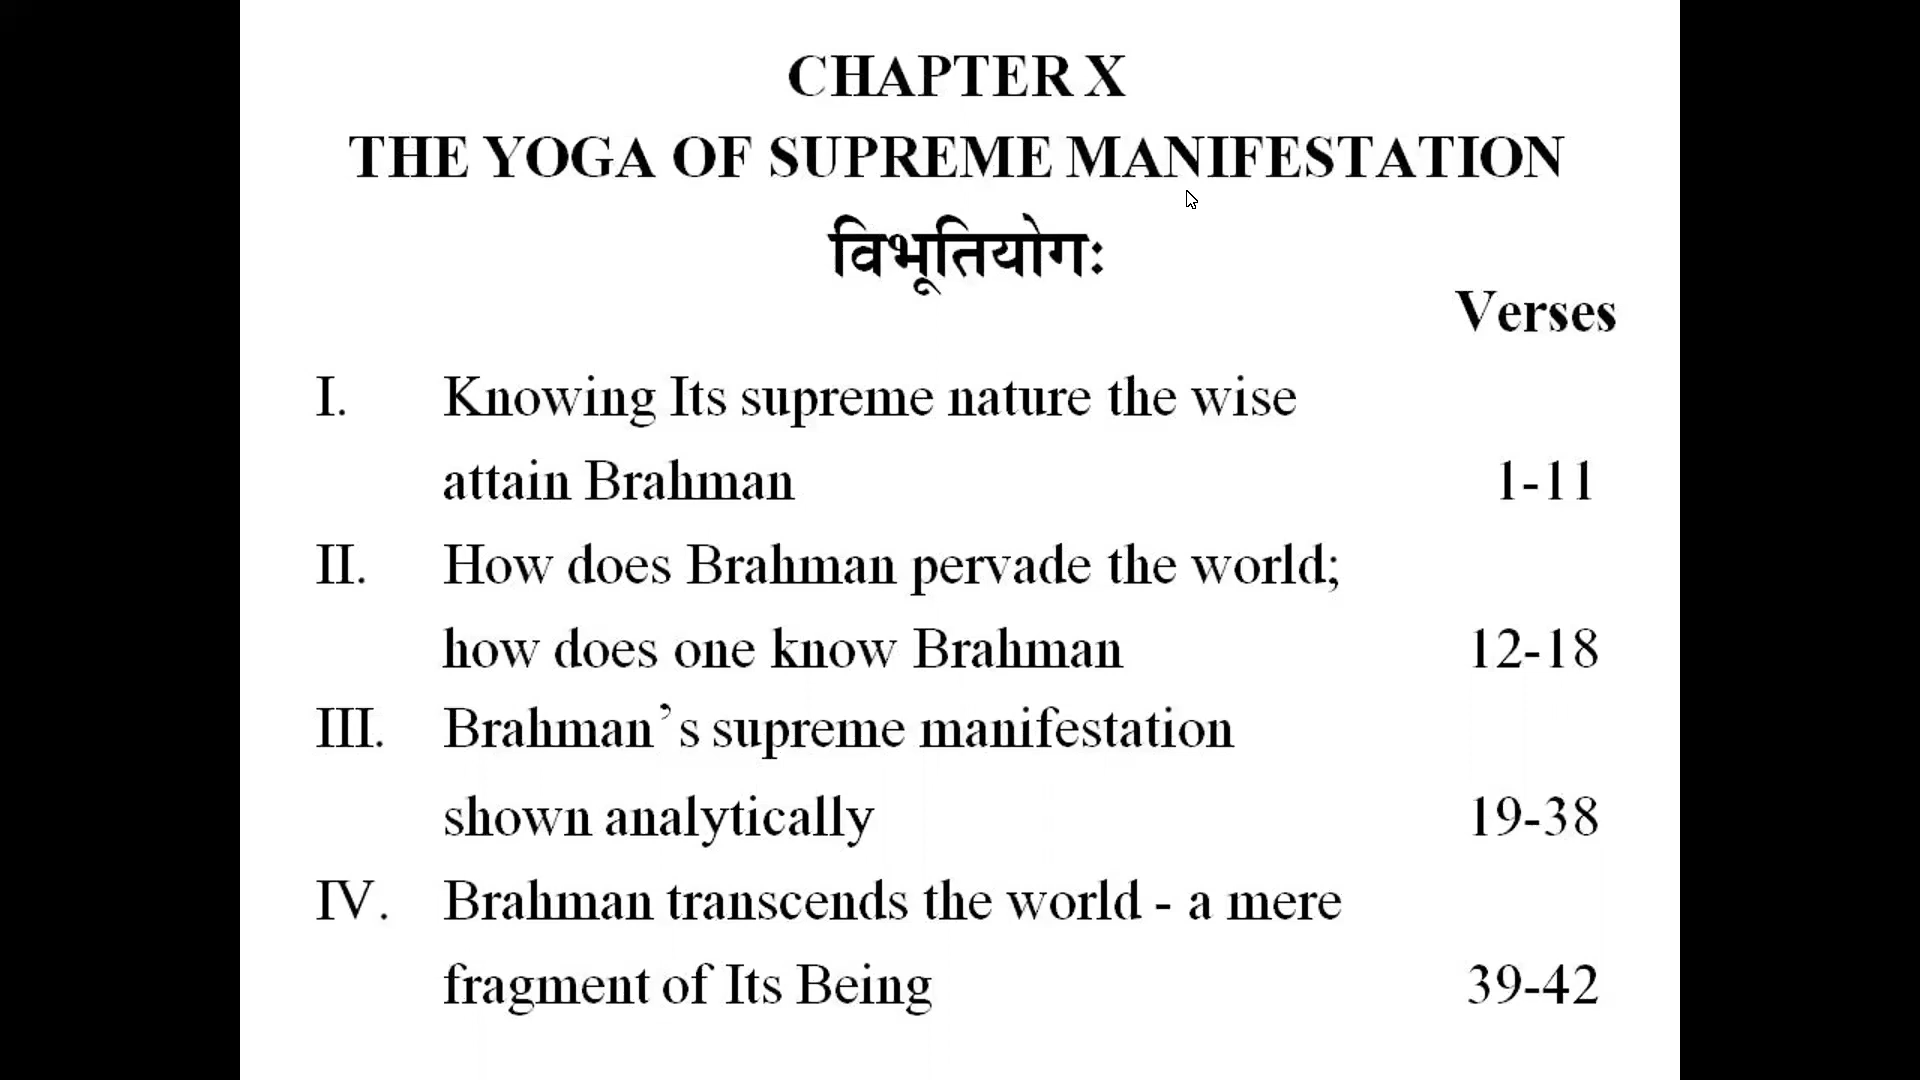 CHAPTER X
THE YOGA OF SUPREME MANIFESTATION
विभूतियोगः
Verses
I. Knowing Its supreme nature the wise
attain Brahman 1-11
II. How does Brahman pervade the world;
how does one know Brahman 12-18
III. Brahman’s supreme manifestation
shown analytically 19-38
IV. Brahman transcends the world - a mere
fragment of Its Being 39-42